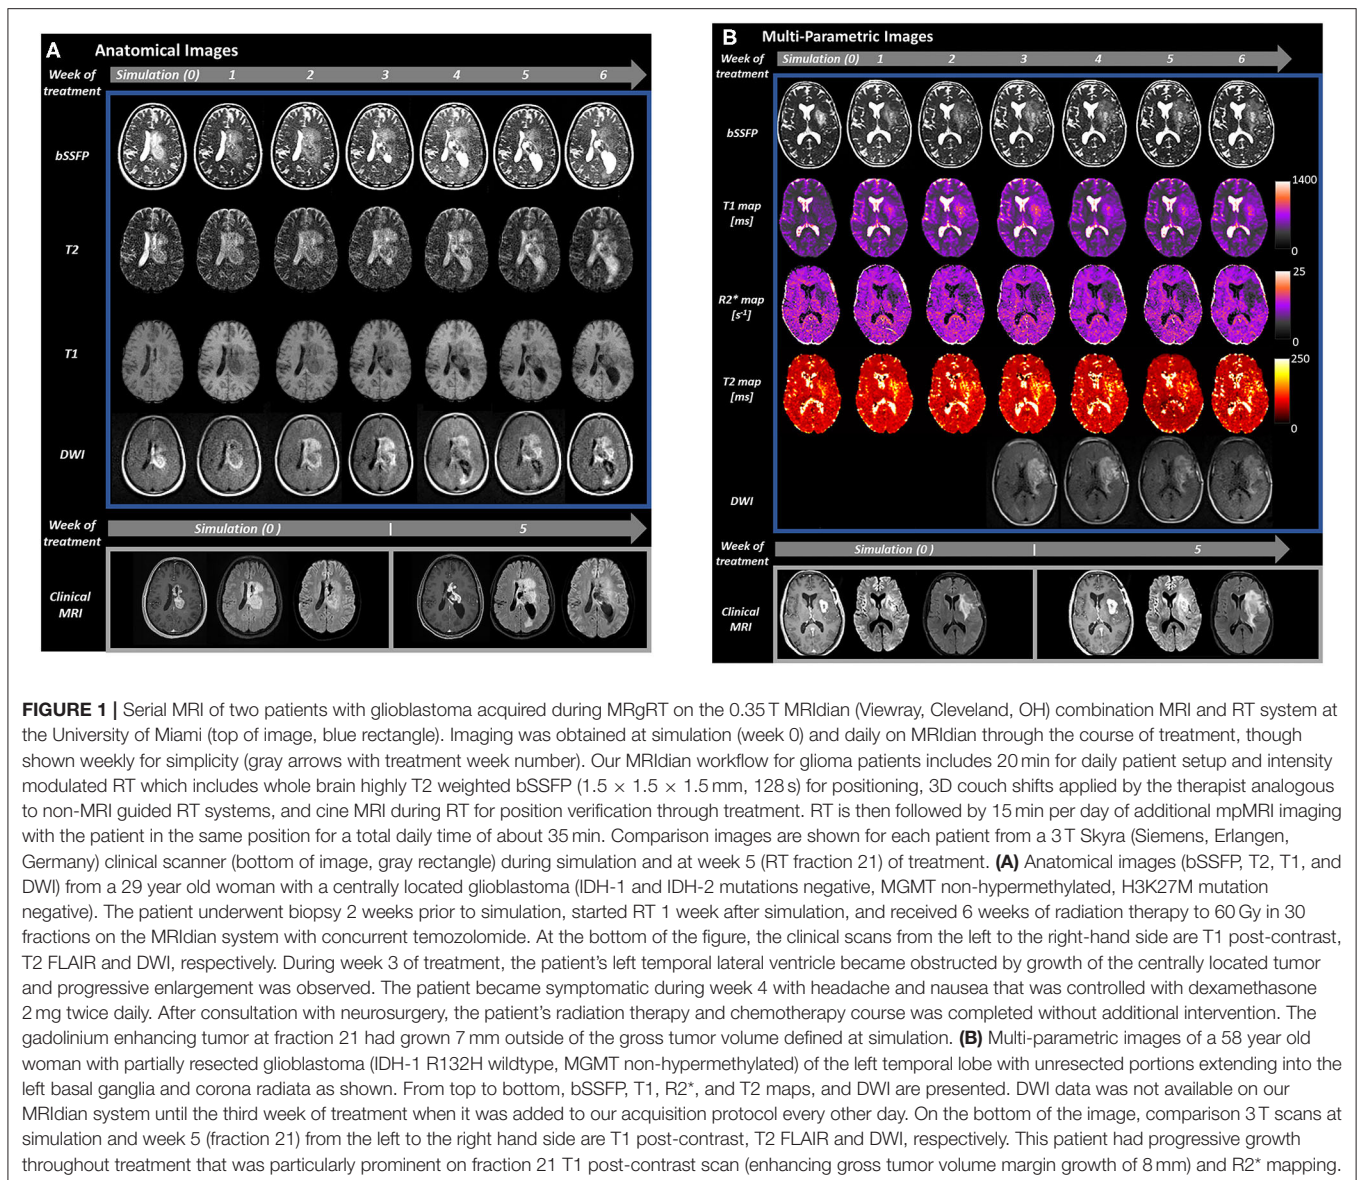 A Anatomical Images
Week of treatment
Simulation (0) 1 2 3 4 5 6
bSSFP
T2
T1
DWI
Week of treatment
Simulation (0) | 5
Clinical MRI
B Multi-Parametric Images
Week of treatment
Simulation (0) 1 2 3 4 5 6
bSSFP
T1 map [ms]
1400
0
R2* map [s-1]
25
0
T2 map [ms]
250
0
DWI
Week of treatment
Simulation (0) | 5
Clinical MRI
FIGURE 1 | Serial MRI of two patients with glioblastoma acquired during MRgRT on the 0.35 T MRIdian (Viewray, Cleveland, OH) combination MRI and RT system at
the University of Miami (top of image, blue rectangle). Imaging was obtained at simulation (week 0) and daily on MRIdian through the course of treatment, though
shown weekly for simplicity (gray arrows with treatment week number). Our MRIdian workflow for glioma patients includes 20 min for daily patient setup and intensity
modulated RT which includes whole brain highly T2 weighted bSSFP (1.5 × 1.5 × 1.5 mm, 128 s) for positioning, 3D couch shifts applied by the therapist analogous
to non-MRI guided RT systems, and cine MRI during RT for position verification through treatment. RT is then followed by 15 min per day of additional mpMRI imaging
with the patient in the same position for a total daily time of about 35 min. Comparison images are shown for each patient from a 3 T Skyra (Siemens, Erlangen,
Germany) clinical scanner (bottom of image, gray rectangle) during simulation and at week 5 (RT fraction 21) of treatment. (A) Anatomical images (bSSFP, T2, T1, and
DWI) from a 29 year old woman with a centrally located glioblastoma (IDH-1 and IDH-2 mutations negative, MGMT non-hypermethylated, H3K27M mutation
negative). The patient underwent biopsy 2 weeks prior to simulation, started RT 1 week after simulation, and received 6 weeks of radiation therapy to 60 Gy in 30
fractions on the MRIdian system with concurrent temozolomide. At the bottom of the figure, the clinical scans from the left to the right-hand side are T1 post-contrast,
T2 FLAIR and DWI, respectively. During week 3 of treatment, the patient's left temporal lateral ventricle became obstructed by growth of the centrally located tumor
and progressive enlargement was observed. The patient became symptomatic during week 4 with headache and nausea that was controlled with dexamethasone
2 mg twice daily. After consultation with neurosurgery, the patient's radiation therapy and chemotherapy course was completed without additional intervention. The
gadolinium enhancing tumor at fraction 21 had grown 7 mm outside of the gross tumor volume defined at simulation. (B) Multi-parametric images of a 58 year old
woman with partially resected glioblastoma (IDH-1 R132H wildtype, MGMT non-hypermethylated) of the left temporal lobe with unresected portions extending into the
left basal ganglia and corona radiata as shown. From top to bottom, bSSFP, T1, R2*, and T2 maps, and DWI are presented. DWI data was not available on our
MRIdian system until the third week of treatment when it was added to our acquisition protocol every other day. On the bottom of the image, comparison 3 T scans at
simulation and week 5 (fraction 21) from the left to the right hand side are T1 post-contrast, T2 FLAIR and DWI, respectively. This patient had progressive growth
throughout treatment that was particularly prominent on fraction 21 T1 post-contrast scan (enhancing gross tumor volume margin growth of 8 mm) and R2* mapping.